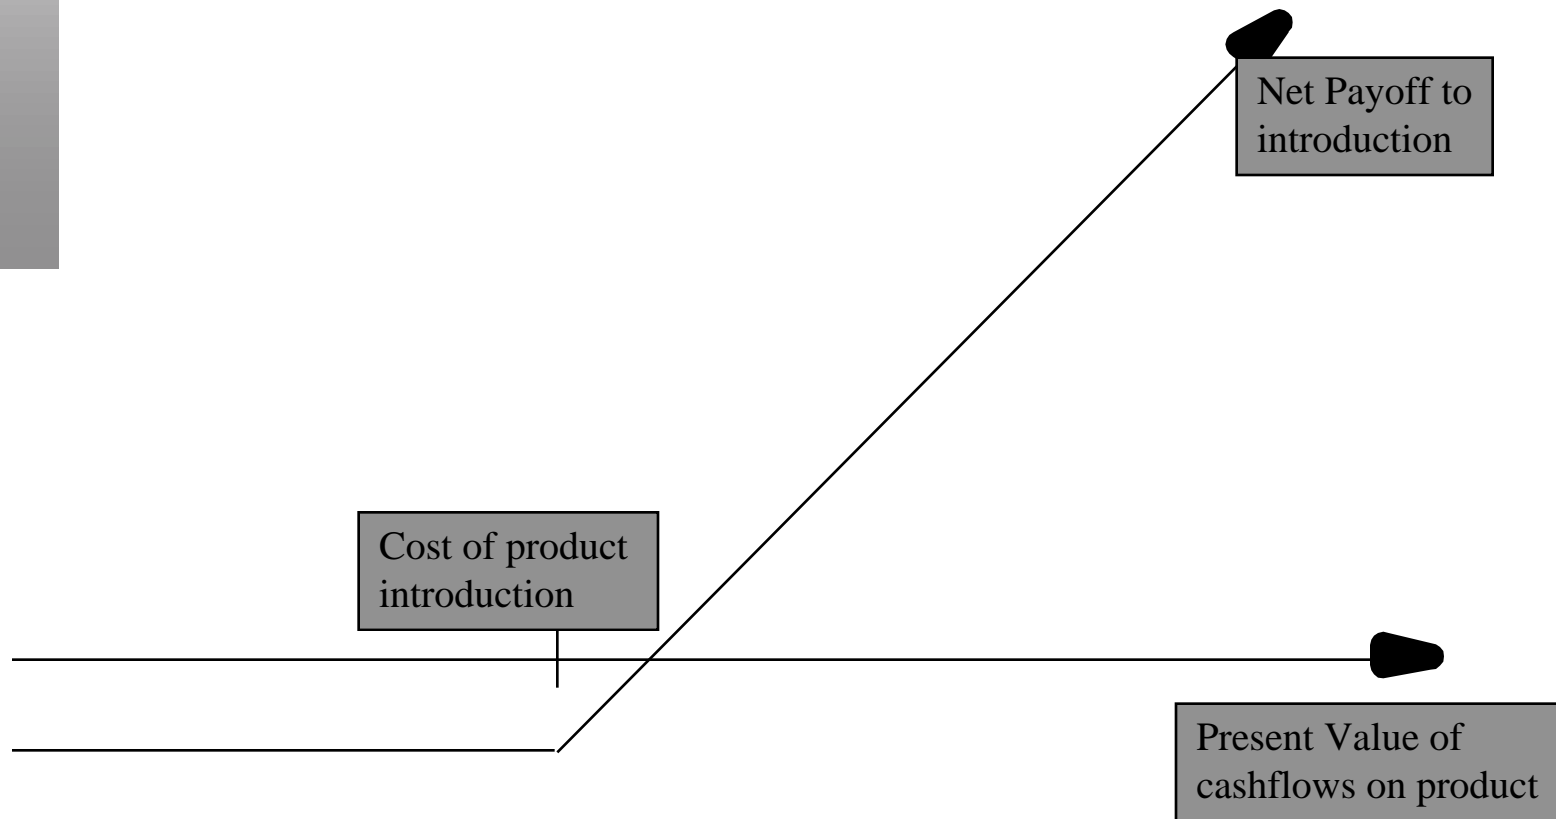 Net Payoff to
introduction
Cost of product
introduction
Present Value of
cashflows on product